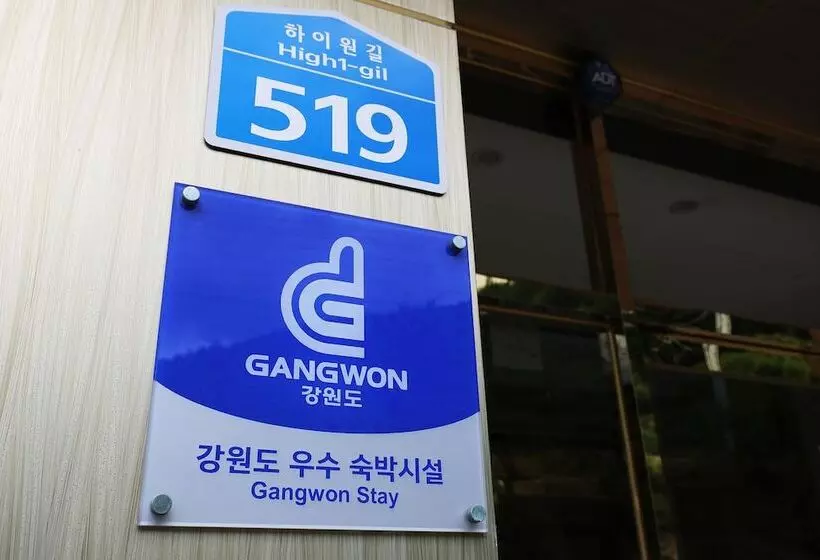 하이원길
High1-gil
519
GANGWON
강원도
강원도 우수 숙박시설
Gangwon Stay
ADT